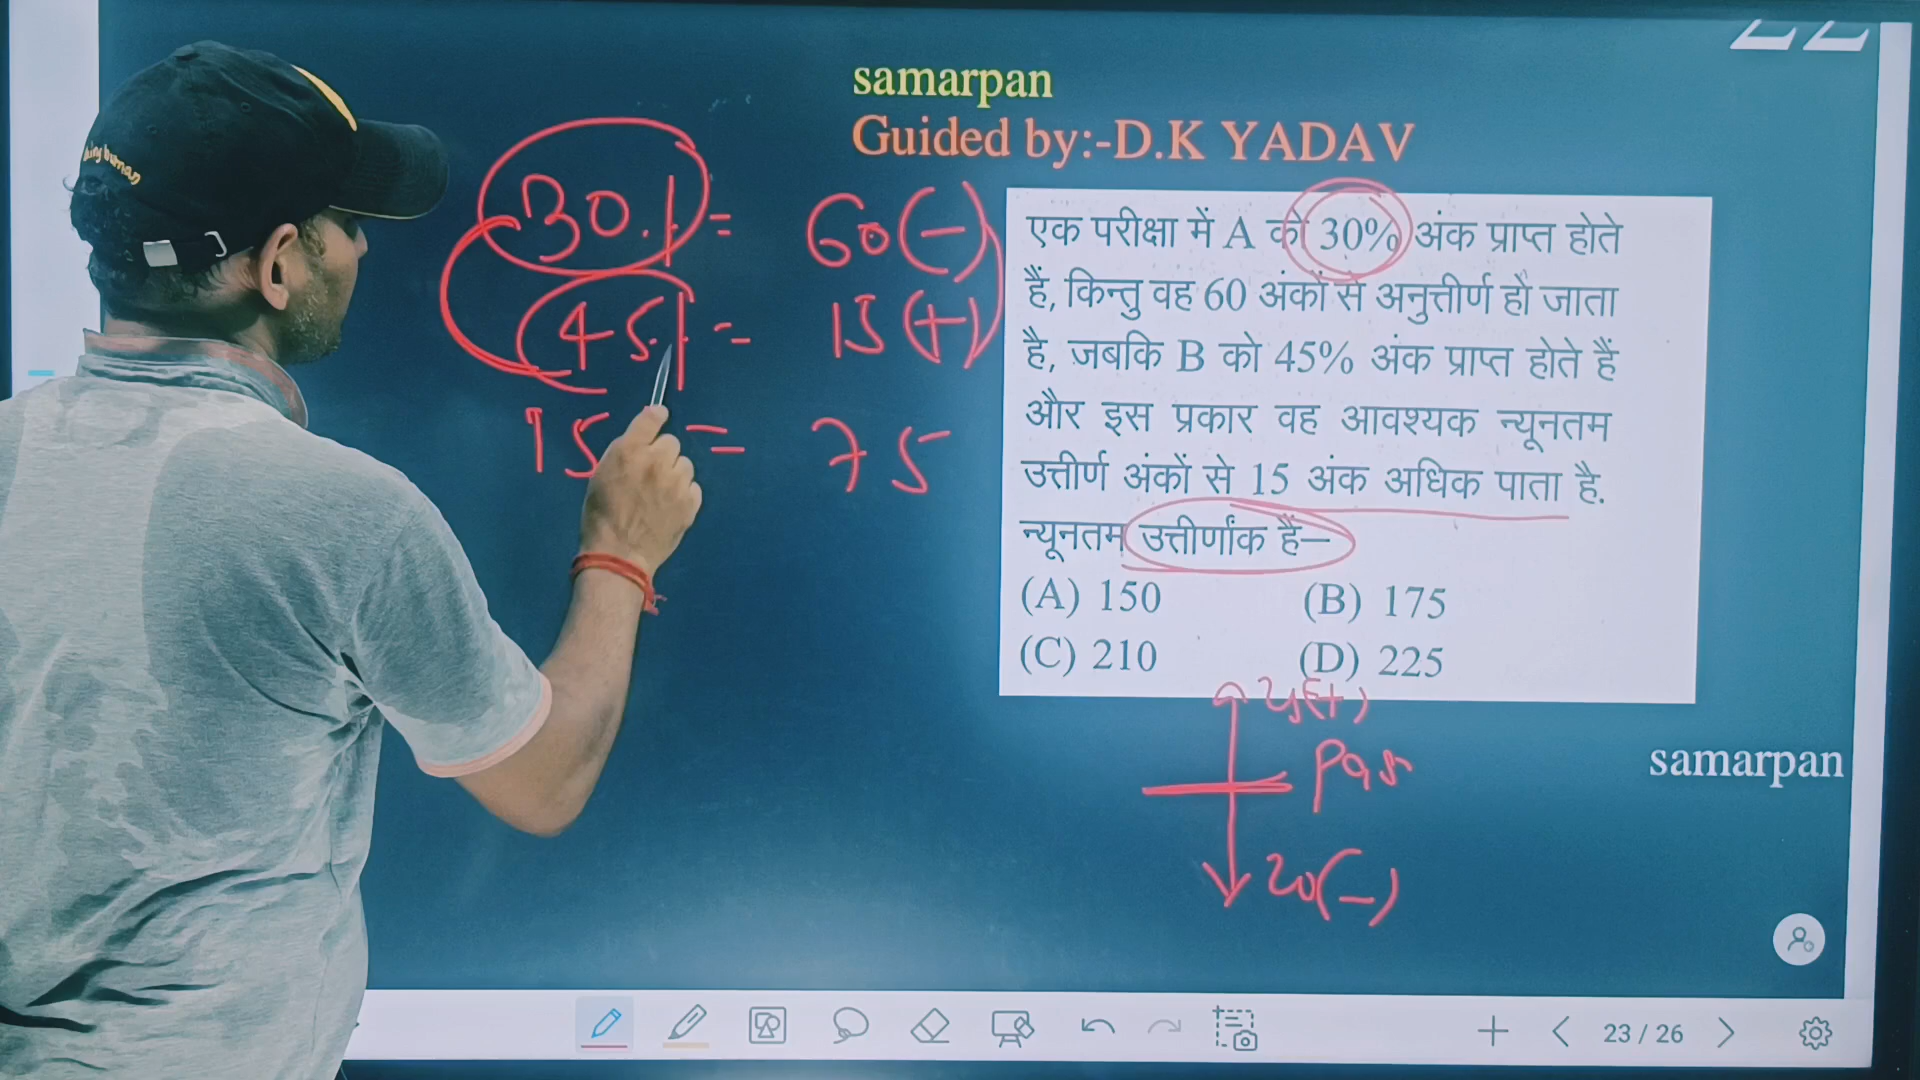 samarpan
Guided by:-D.K YADAV
एक परीक्षा में A को 30% अंक प्राप्त होते
हैं, किन्तु वह 60 अंकों से अनुत्तीर्ण हो जाता
है, जबकि B को 45% अंक प्राप्त होते हैं
और इस प्रकार वह आवश्यक न्यूनतम
उत्तीर्ण अंकों से 15 अंक अधिक पाता है.
न्यूनतम उत्तीर्णांक है—
(A) 150 (B) 175
(C) 210 (D) 225
30% = 60(-)
45% = 15(+)
15 = 75
Pass
20(-)
samarpan
23 / 26